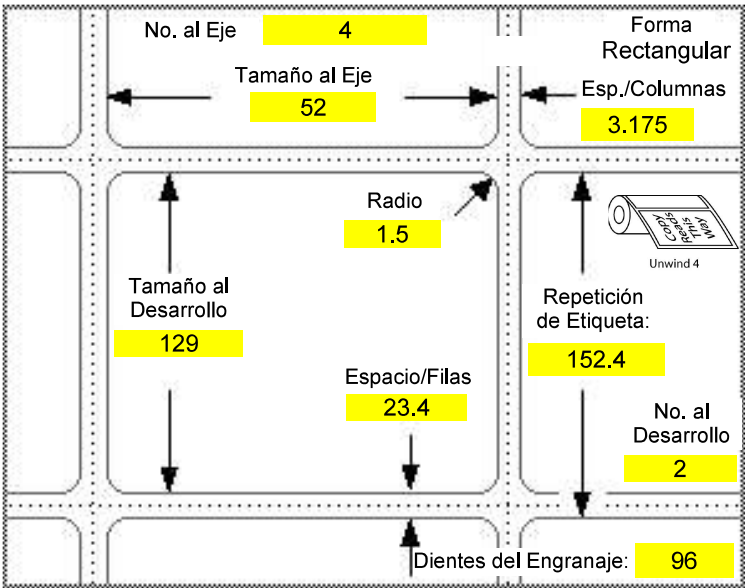 No. al Eje 4
Forma
Rectangular
Tamaño al Eje
52
Esp./Columnas
3.175
Radio
1.5
Copy
This
Reads
Way
Unwind 4
Tamaño al
Desarrollo
129
Repetición
de Etiqueta:
152.4
Espacio/Filas
23.4
No. al
Desarrollo
2
Dientes del Engranaje: 96